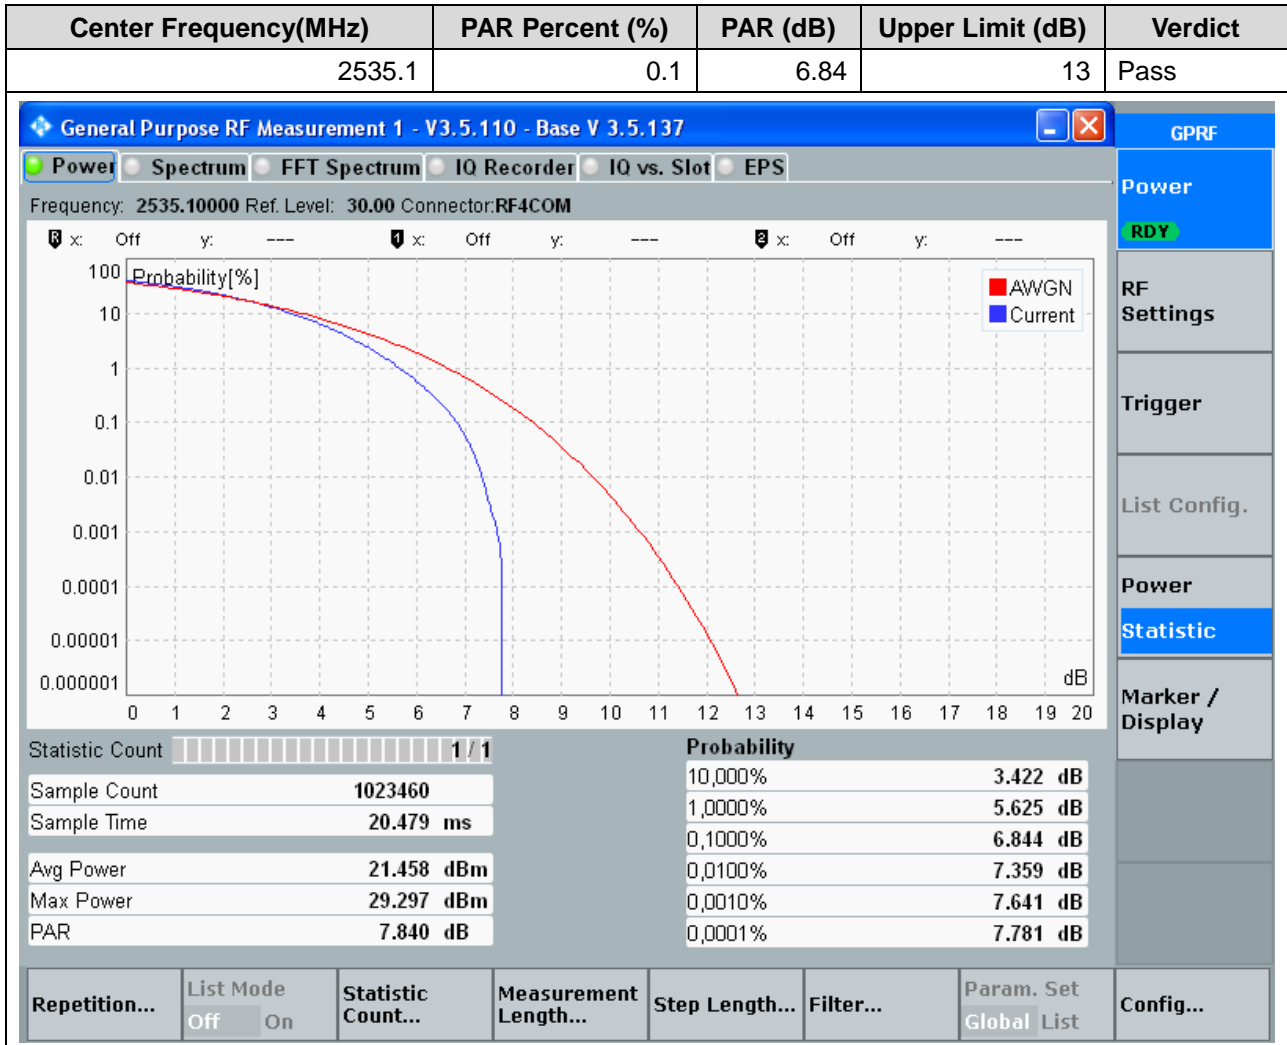 Center Frequency(MHz) PAR Percent (%) PAR (dB) Upper Limit (dB) Verdict
2535.1 0.1 6.84 13 Pass
General Purpose RF Measurement 1 - V3.5.110 - Base V 3.5.137
GPRF
Power Spectrum FFT Spectrum IQ Recorder IQ vs. Slot EPS
Frequency: 2535.10000 Ref. Level: 30.00 Connector:RF4COM
R x: Off y: --- 1 x: Off y: --- 2 x: Off y: ---
Probability[%]
100
10
1
0.1
0.01
0.001
0.0001
0.00001
0.000001
AWGN
Current
dB
0 1 2 3 4 5 6 7 8 9 10 11 12 13 14 15 16 17 18 19 20
Power
RDY
RF
Settings
Trigger
List Config.
Power
Statistic
Marker /
Display
Statistic Count 1 / 1
Sample Count 1023460
Sample Time 20.479 ms
Avg Power 21.458 dBm
Max Power 29.297 dBm
PAR 7.840 dB
Probability
10,000% 3.422 dB
1,0000% 5.625 dB
0,1000% 6.844 dB
0,0100% 7.359 dB
0,0010% 7.641 dB
0,0001% 7.781 dB
Repetition...
List Mode
Off On
Statistic
Count...
Measurement
Length...
Step Length...
Filter...
Param. Set
Global List
Config...